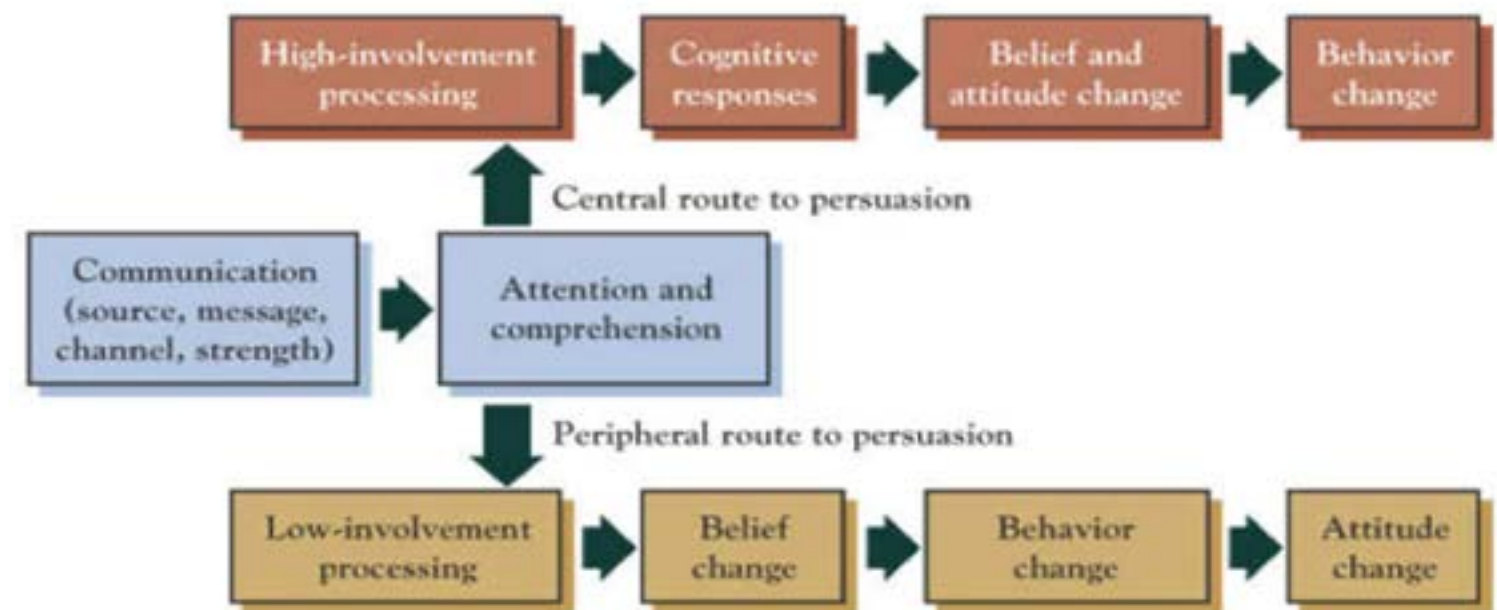 High-involvement
processing
Cognitive
responses
Belief and
attitude change
Behavior
change
Central route to persuasion
Communication
(source, message,
channel, strength)
Attention and
comprehension
Peripheral route to persuasion
Low-involvement
processing
Belief
change
Behavior
change
Attitude
change